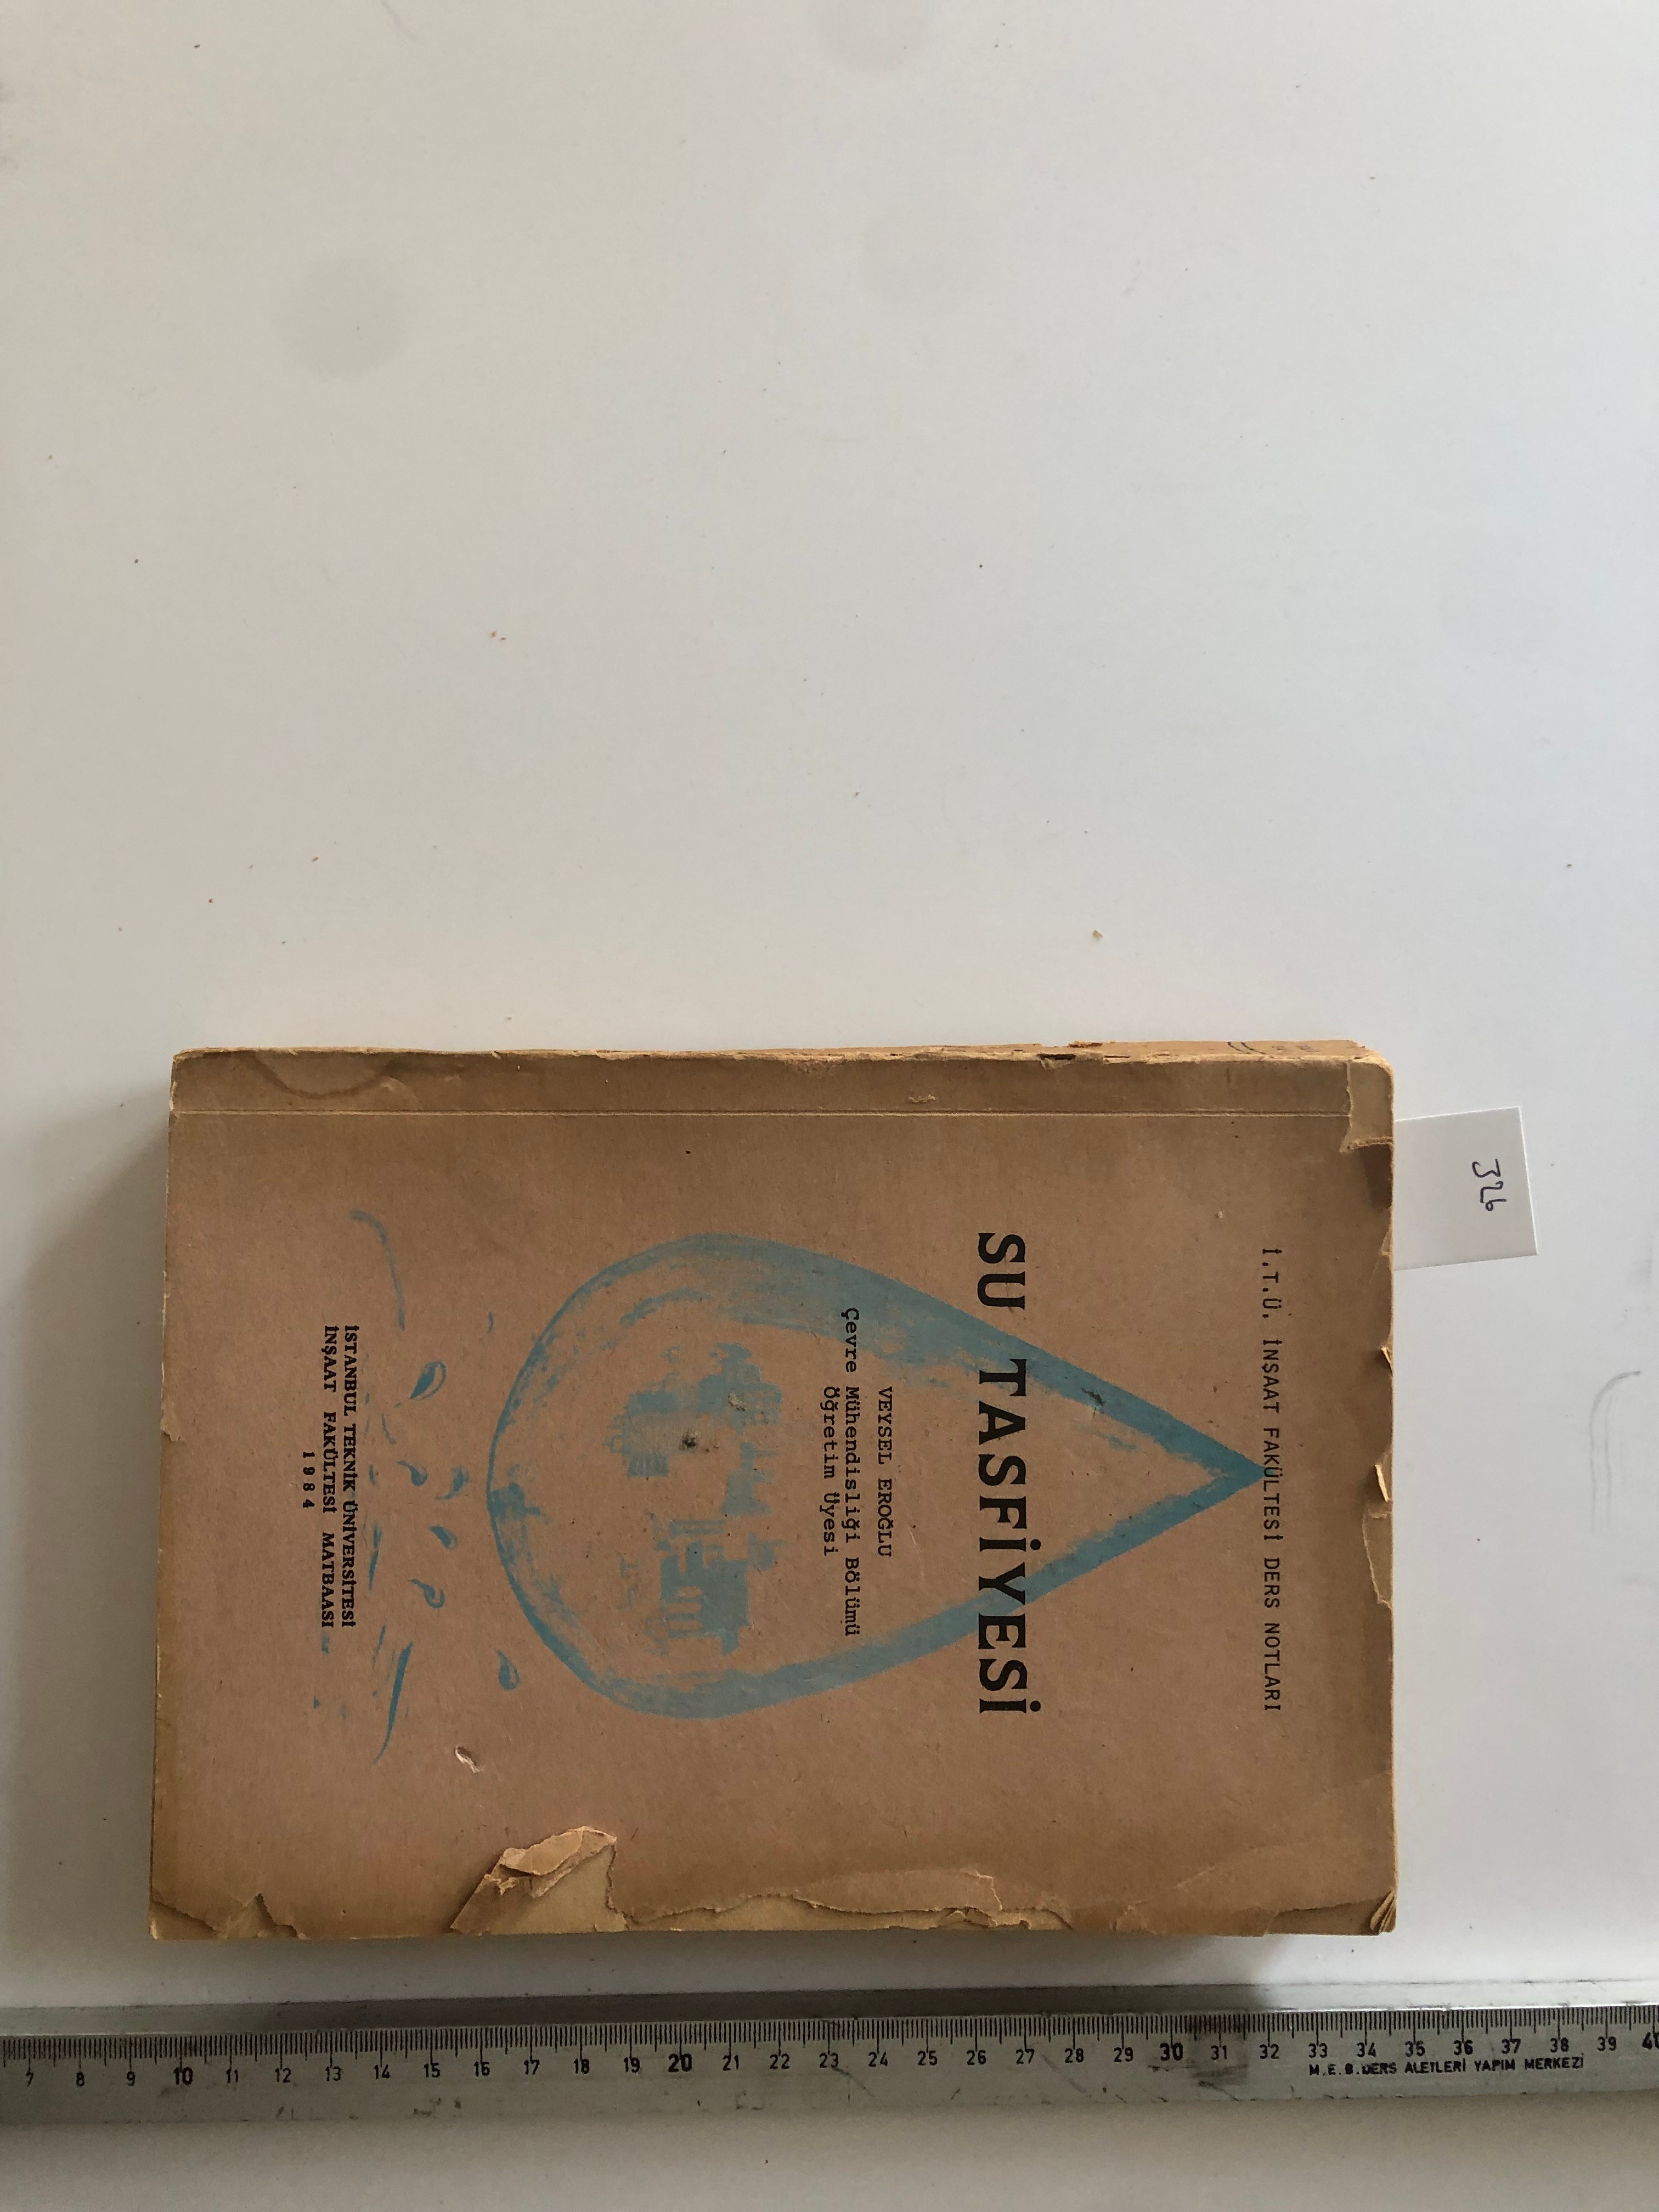 326
İ.T.Ü. İNŞAAT FAKÜLTESİ DERS NOTLARI
SU TASFİYESİ
VEYSEL EROĞLU
Çevre Mühendisliği Bölümü
Öğretim Üyesi
İSTANBUL TEKNİK ÜNİVERSİTESİ
İNŞAAT FAKÜLTESİ MATBAASI
1984
7 8 9 10 11 12 13 14 15 16 17 18 19 20 21 22 23 24 25 26 27 28 29 30 31 32 33 34 35 36 37 38 39 40
M.E.B. DERS ALETLERİ YAPIM MERKEZİ